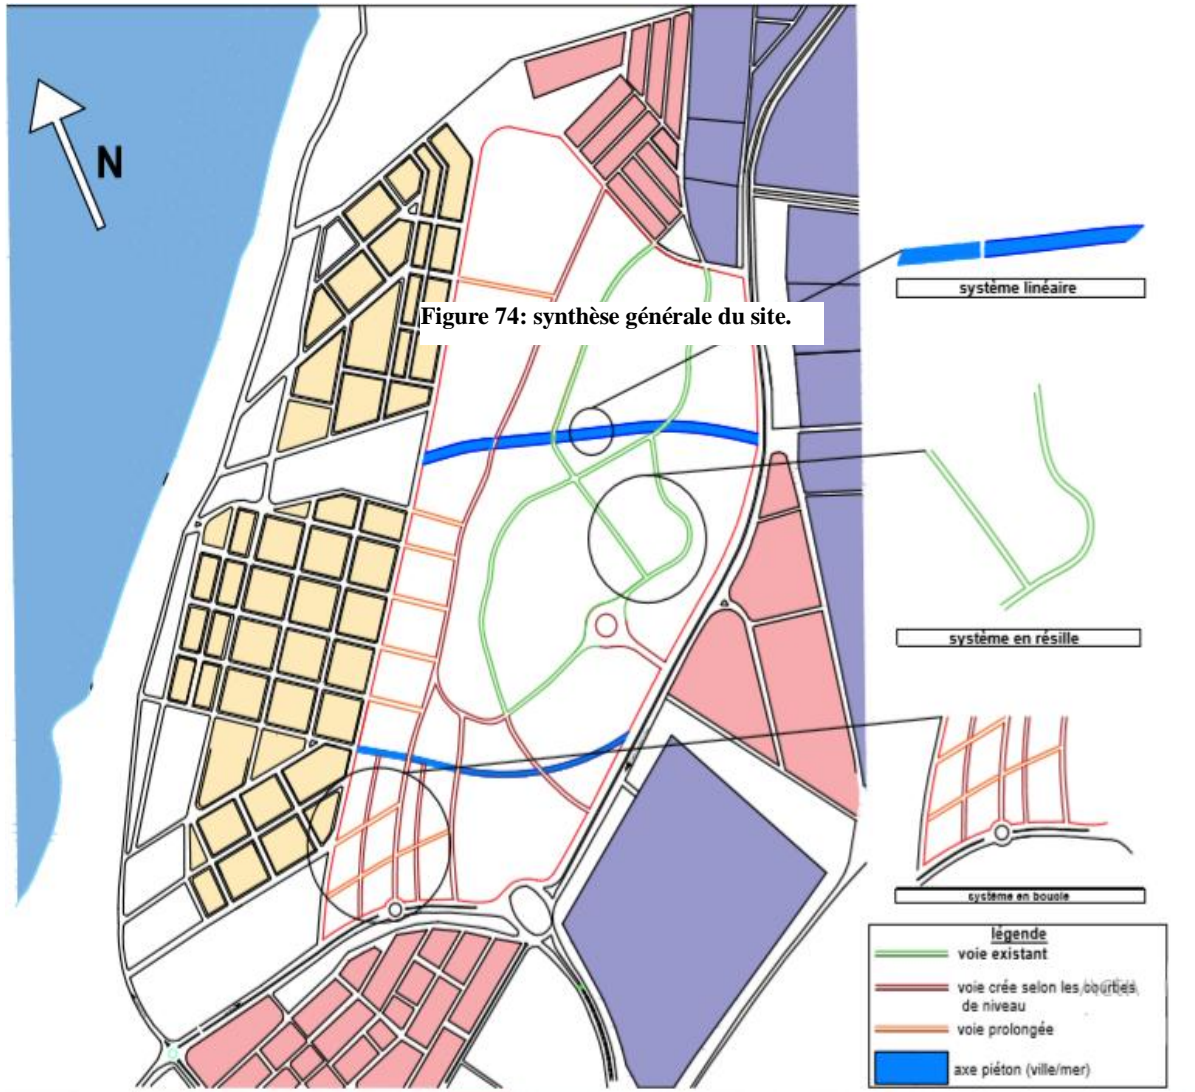 N
Figure 74: synthèse générale du site.
système linéaire
système en résille
système en boucle
légende
voie existant
voie crée selon les courbes
de niveau
voie prolongée
axe piéton (ville/mer)